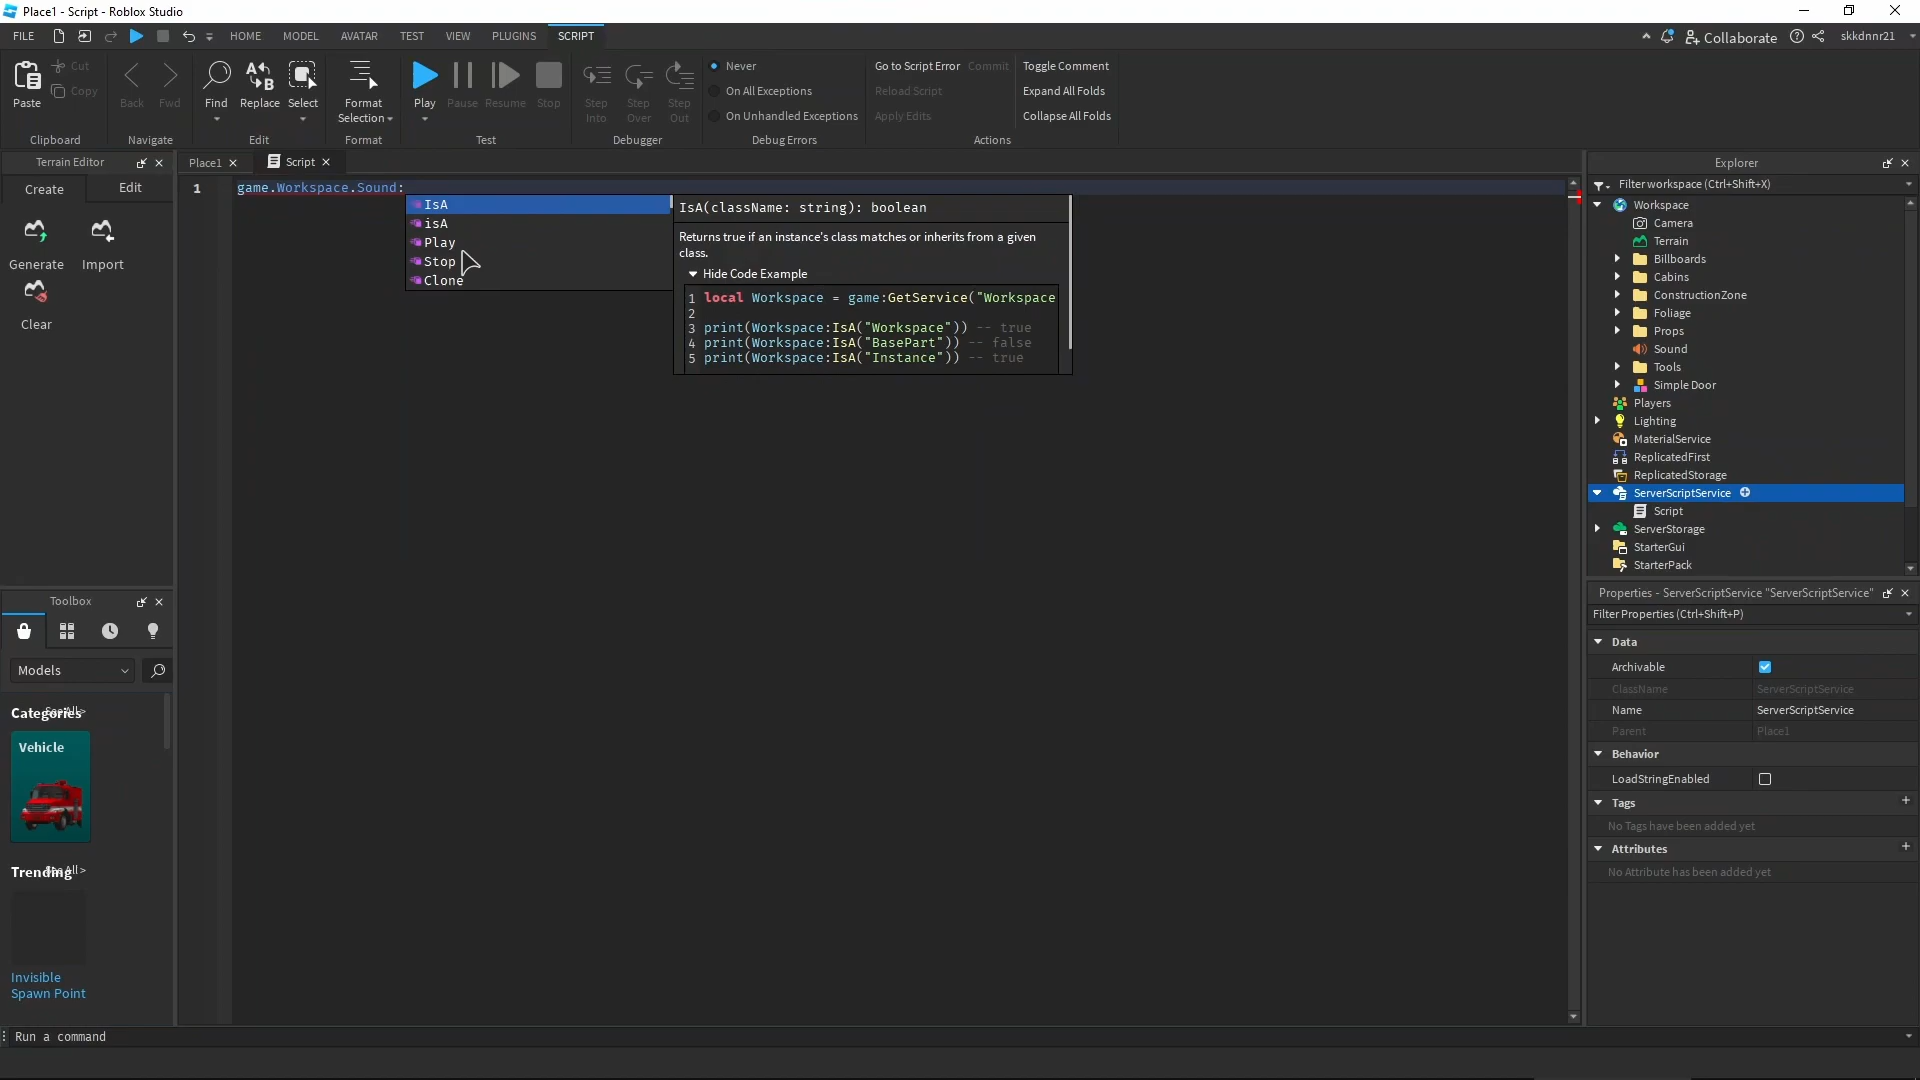 Place1 - Script - Roblox Studio
FILE HOME MODEL AVATAR TEST VIEW PLUGINS SCRIPT Collaborate skkdnnr21
Paste Cut Copy Back Fwd Find Replace Select Format Selection Play Pause Resume Stop Step Into Step Over Step Out
Never Go to Script Error Commit Toggle Comment
On All Exceptions Reload Script Expand All Folds
On Unhandled Exceptions Apply Edits Collapse All Folds
Clipboard Navigate Edit Format Test Debugger Debug Errors Actions
Terrain Editor
Create Edit
Generate Import
Clear
Place1 Script
1 game.Workspace.Sound:
IsA
isA
Play
Stop
Clone
IsA(className: string): boolean
Returns true if an instance's class matches or inherits from a given
class.
Hide Code Example
1 local Workspace = game:GetService("Workspace
2
3 print(Workspace:IsA("Workspace")) -- true
4 print(Workspace:IsA("BasePart")) -- false
5 print(Workspace:IsA("Instance")) -- true
Toolbox
Models
Categories See All >
Vehicle
Trending See All >
Invisible
Spawn Point
Explorer
Filter workspace (Ctrl+Shift+X)
Workspace
Camera
Terrain
Billboards
Cabins
ConstructionZone
Foliage
Props
Sound
Tools
Simple Door
Players
Lighting
MaterialService
ReplicatedFirst
ReplicatedStorage
ServerScriptService
Script
ServerStorage
StarterGui
StarterPack
Properties - ServerScriptService "ServerScriptService"
Filter Properties (Ctrl+Shift+P)
Data
Archivable
ClassName ServerScriptService
Name ServerScriptService
Parent Place1
Behavior
LoadStringEnabled
Tags
No Tags have been added yet
Attributes
No Attribute has been added yet
Run a command